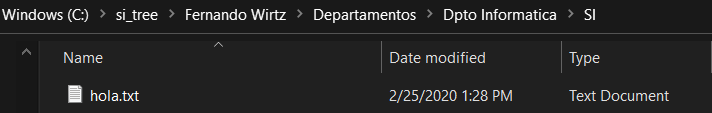 Windows (C:) > si_tree > Fernando Wirtz > Departamentos > Dpto Informatica > SI
Name Date modified Type
hola.txt 2/25/2020 1:28 PM Text Document